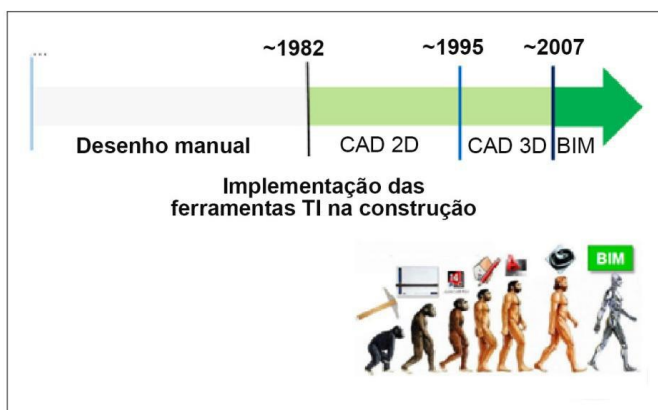 ...
~1982
~1995
~2007
Desenho manual
CAD 2D
CAD 3D
BIM
Implementação das
ferramentas TI na construção
BIM